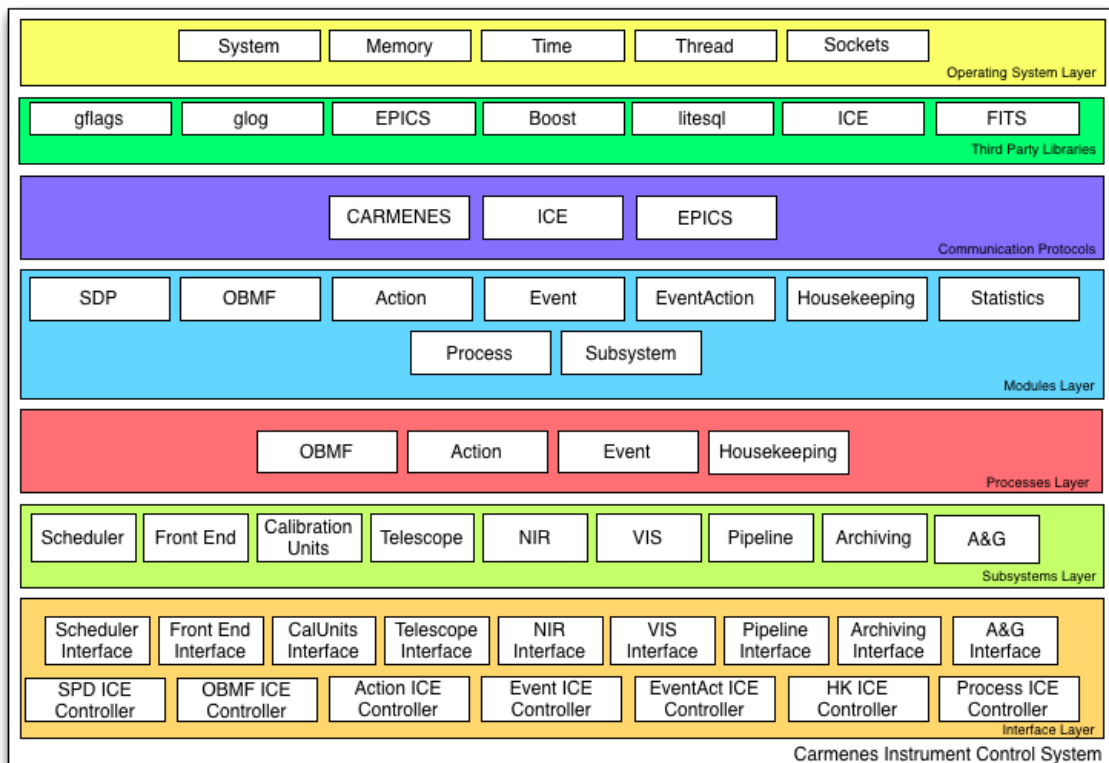 System Memory Time Thread Sockets
Operating System Layer
gflags glog EPICS Boost litesql ICE FITS
Third Party Libraries
CARMENES ICE EPICS
Communication Protocols
SDP OBMF Action Event EventAction Housekeeping Statistics
Process Subsystem
Modules Layer
OBMF Action Event Housekeeping
Processes Layer
Scheduler Front End Calibration
Units Telescope NIR VIS Pipeline Archiving A&G
Subsystems Layer
Scheduler
Interface
Front End
Interface
CalUnits
Interface
Telescope
Interface
NIR
Interface
VIS
Interface
Pipeline
Interface
Archiving
Interface
A&G
Interface
SPD ICE
Controller
OBMF ICE
Controller
Action ICE
Controller
Event ICE
Controller
EventAct ICE
Controller
HK ICE
Controller
Process ICE
Controller
Interface Layer
Carmenes Instrument Control System